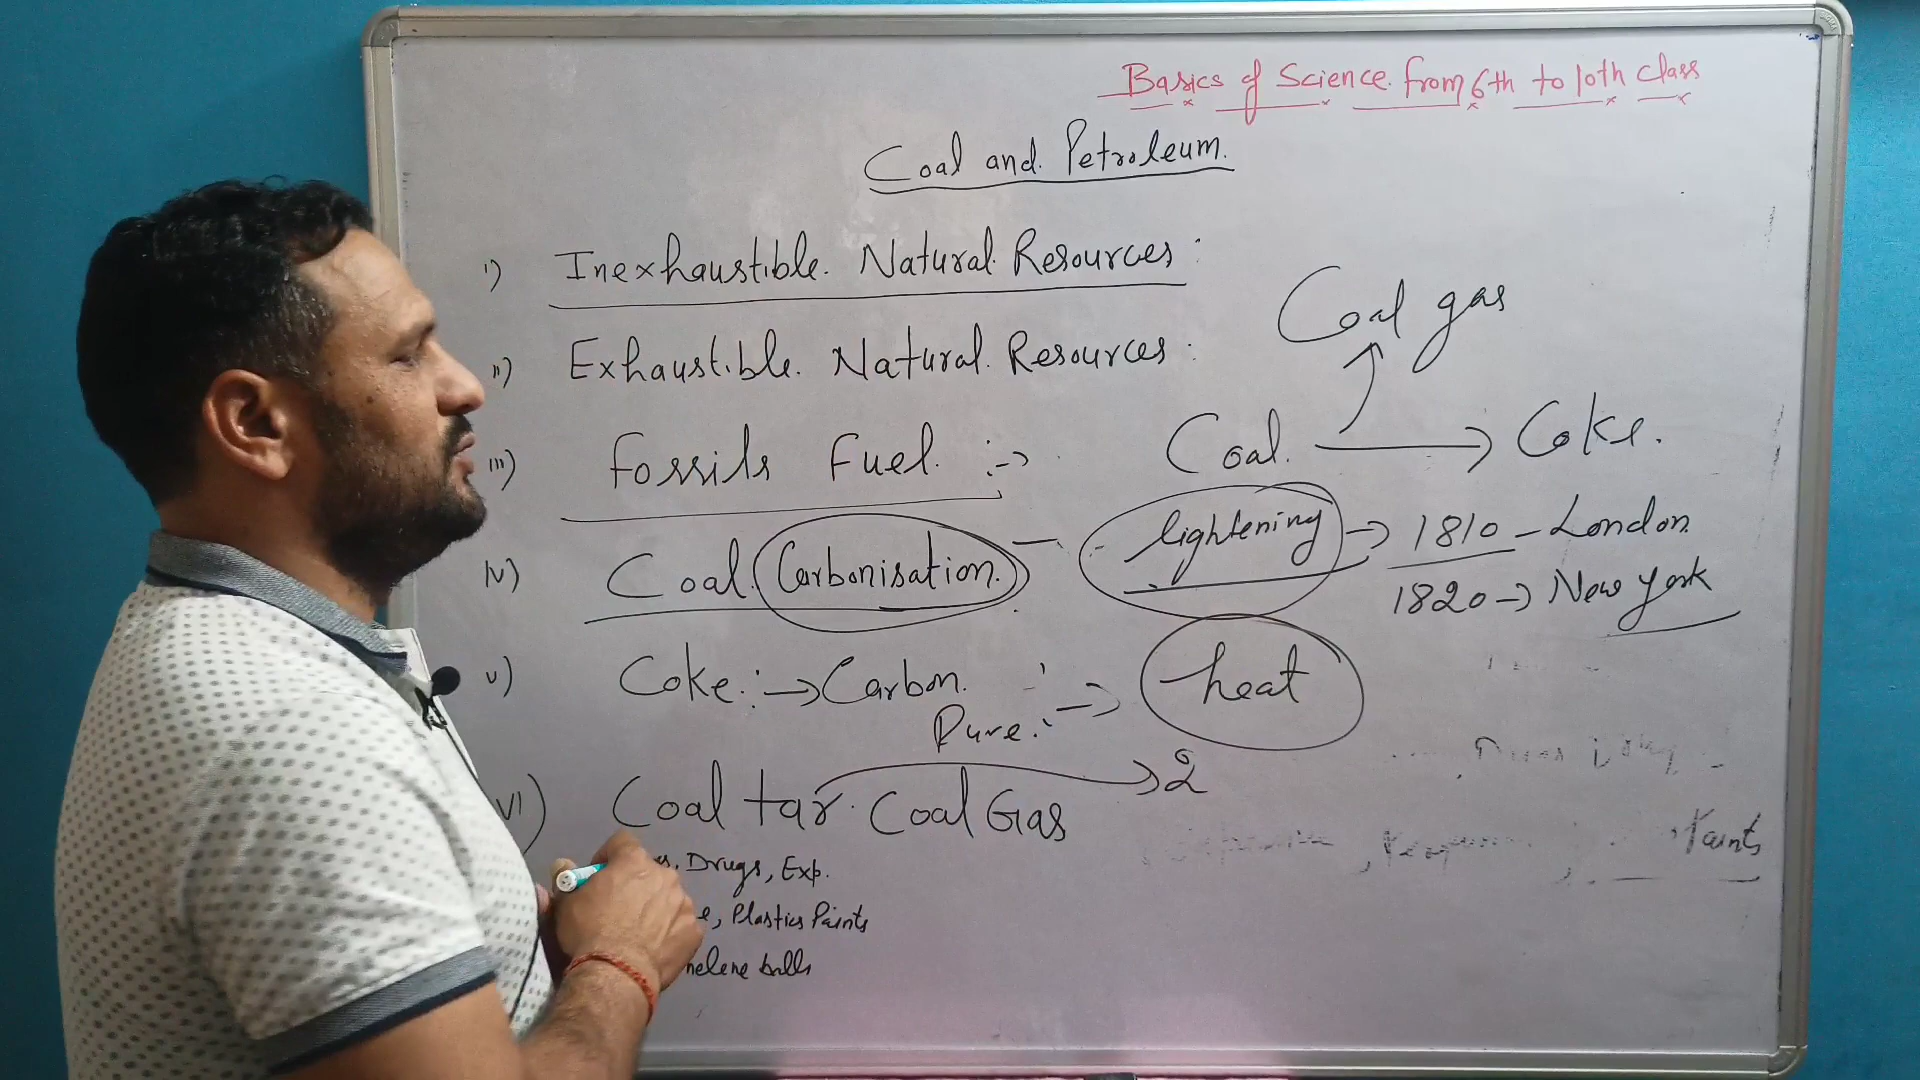 Basics of Science from 6th to 10th class
Coal and Petroleum.
i) Inexhaustible Natural Resources:
ii) Exhaustible Natural Resources:
Coal gas
iii) Fossils Fuel :->
Coal. -> Coke.
iv) Coal Carbonisation. - lightening -> 1810 - London
1820 -> New York
v) Coke :-> Carbon. :-> heat
Pure.
vi) Coal tar Coal Gas -> 2
Drugs, Exp.
Plastics Paints
balls
Paints